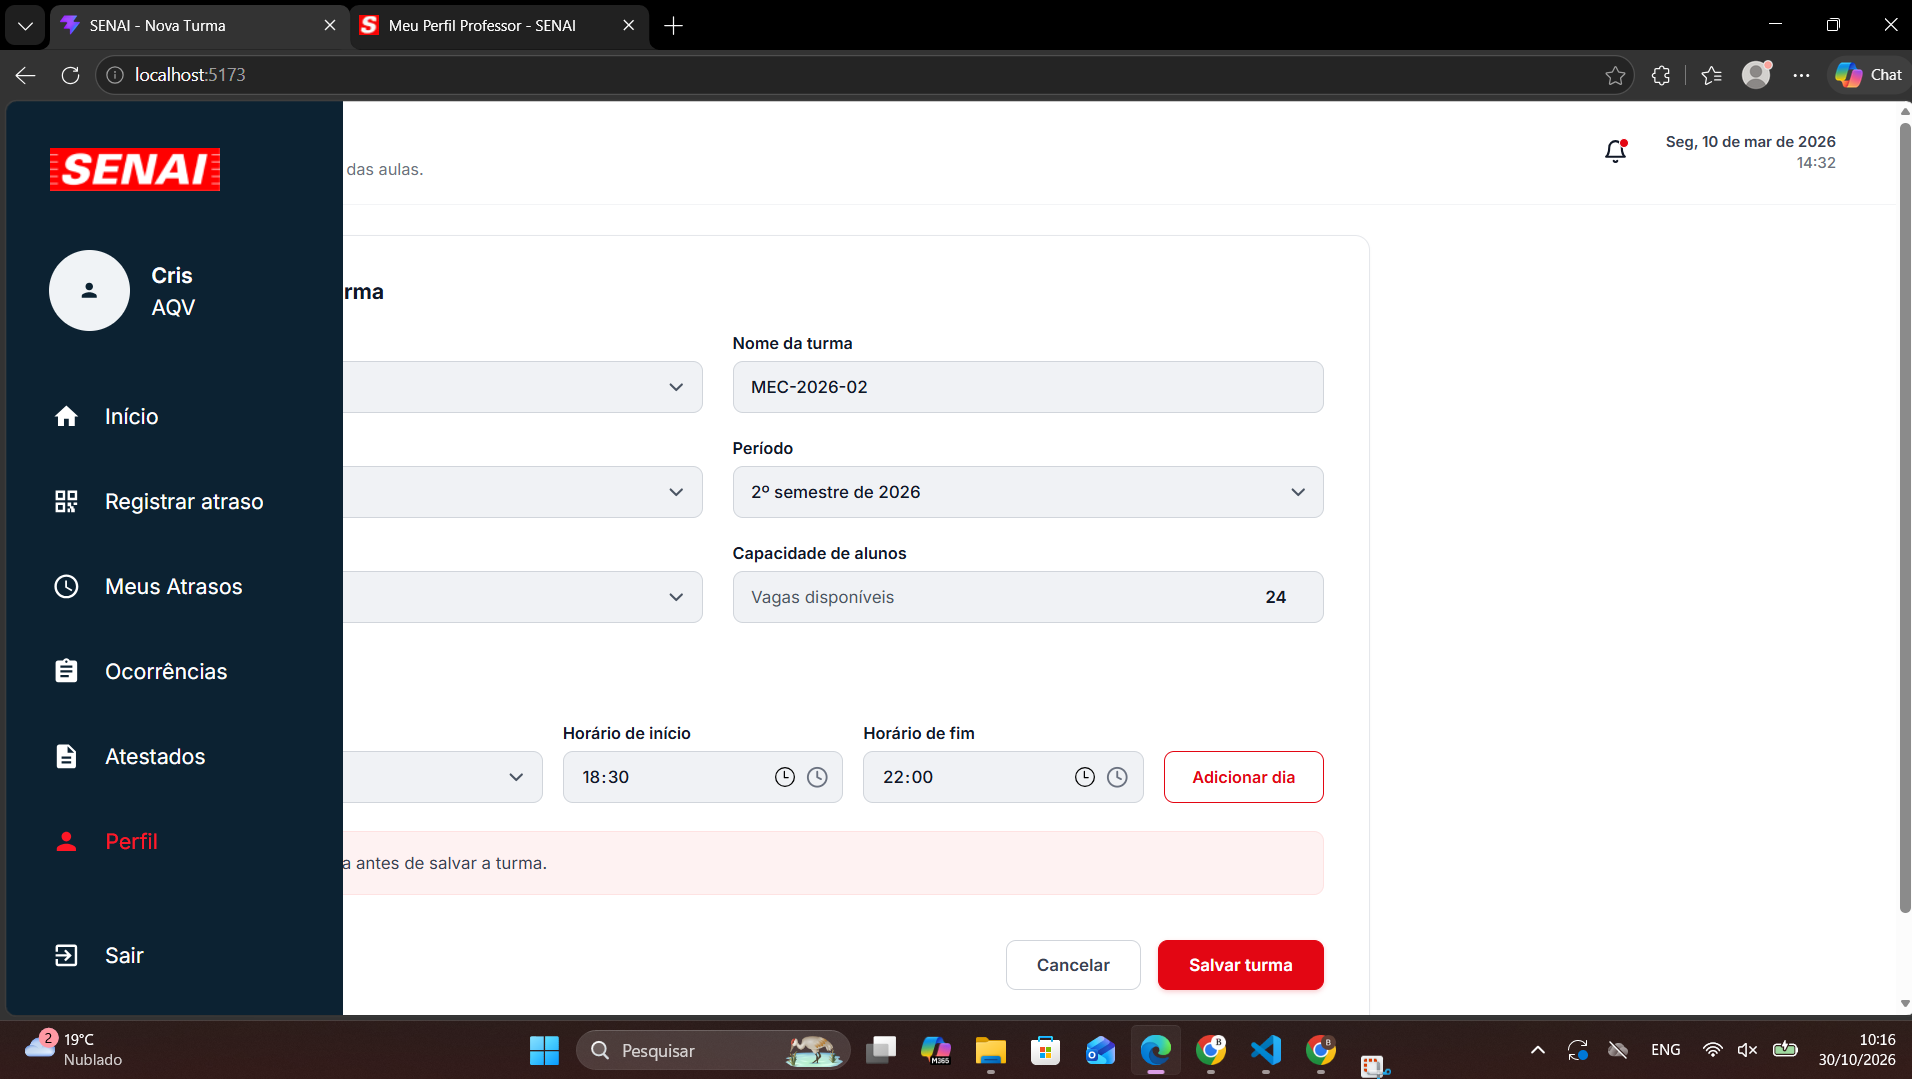 SENAI - Nova Turma
Meu Perfil Professor - SENAI
localhost:5173
Chat
SENAI
Cris
AQV
Início
Registrar atraso
Meus Atrasos
Ocorrências
Atestados
Perfil
Sair
das aulas.
Seg, 10 de mar de 2026
14:32
rma
Nome da turma
MEC-2026-02
Período
2º semestre de 2026
Capacidade de alunos
Vagas disponíveis 24
Horário de início
18:30
Horário de fim
22:00
Adicionar dia
a antes de salvar a turma.
Cancelar
Salvar turma
2
19°C
Nublado
Pesquisar
M365
B
B
ENG
10:16
30/10/2026